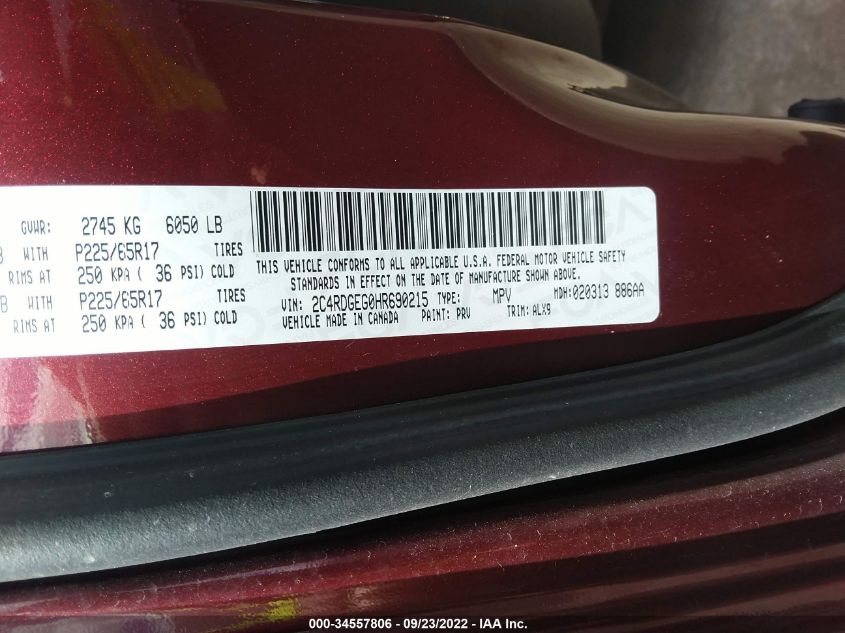 GVWR: 2745 KG 6050 LB
B WITH P225/65R17 TIRES
RIMS AT 250 KPA ( 36 PSI) COLD
B WITH P225/65R17 TIRES
RIMS AT 250 KPA ( 36 PSI) COLD
THIS VEHICLE CONFORMS TO ALL APPLICABLE U.S.A. FEDERAL MOTOR VEHICLE SAFETY
STANDARDS IN EFFECT ON THE DATE OF MANUFACTURE SHOWN ABOVE.
VIN: 2C4RDGEG0HR690215 TYPE: MPV MDH:020313 886AA
VEHICLE MADE IN CANADA PAINT: PRV TRIM: ALX9
000-34557806 - 09/23/2022 - IAA Inc.